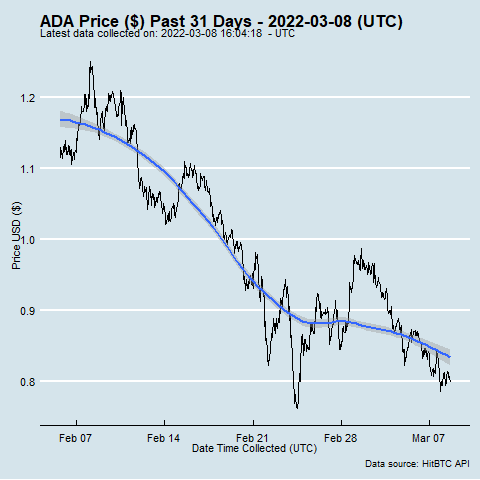 ADA Price ($) Past 31 Days - 2022-03-08 (UTC)
Latest data collected on: 2022-03-08 16:04:18  - UTC
1.2
1.1
1.0
0.9
0.8
Price USD ($)
Feb 07 Feb 14 Feb 21 Feb 28 Mar 07
Date Time Collected (UTC)
Data source: HitBTC API